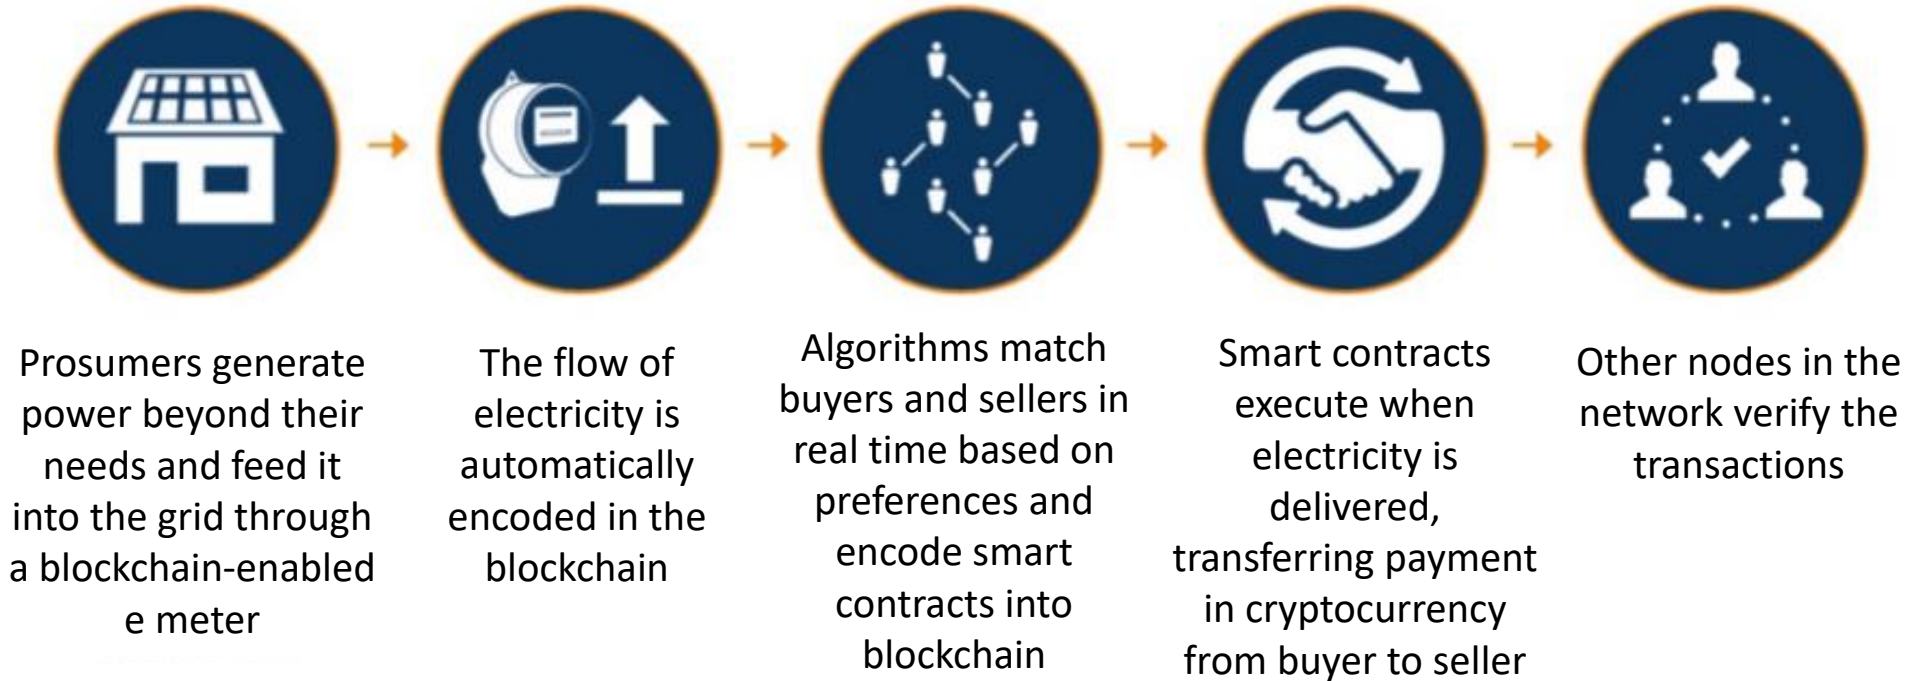 Prosumers generate
power beyond their
needs and feed it
into the grid through
a blockchain-enabled
e meter
The flow of
electricity is
automatically
encoded in the
blockchain
Algorithms match
buyers and sellers in
real time based on
preferences and
encode smart
contracts into
blockchain
Smart contracts
execute when
electricity is
delivered,
transferring payment
in cryptocurrency
from buyer to seller
Other nodes in the
network verify the
transactions